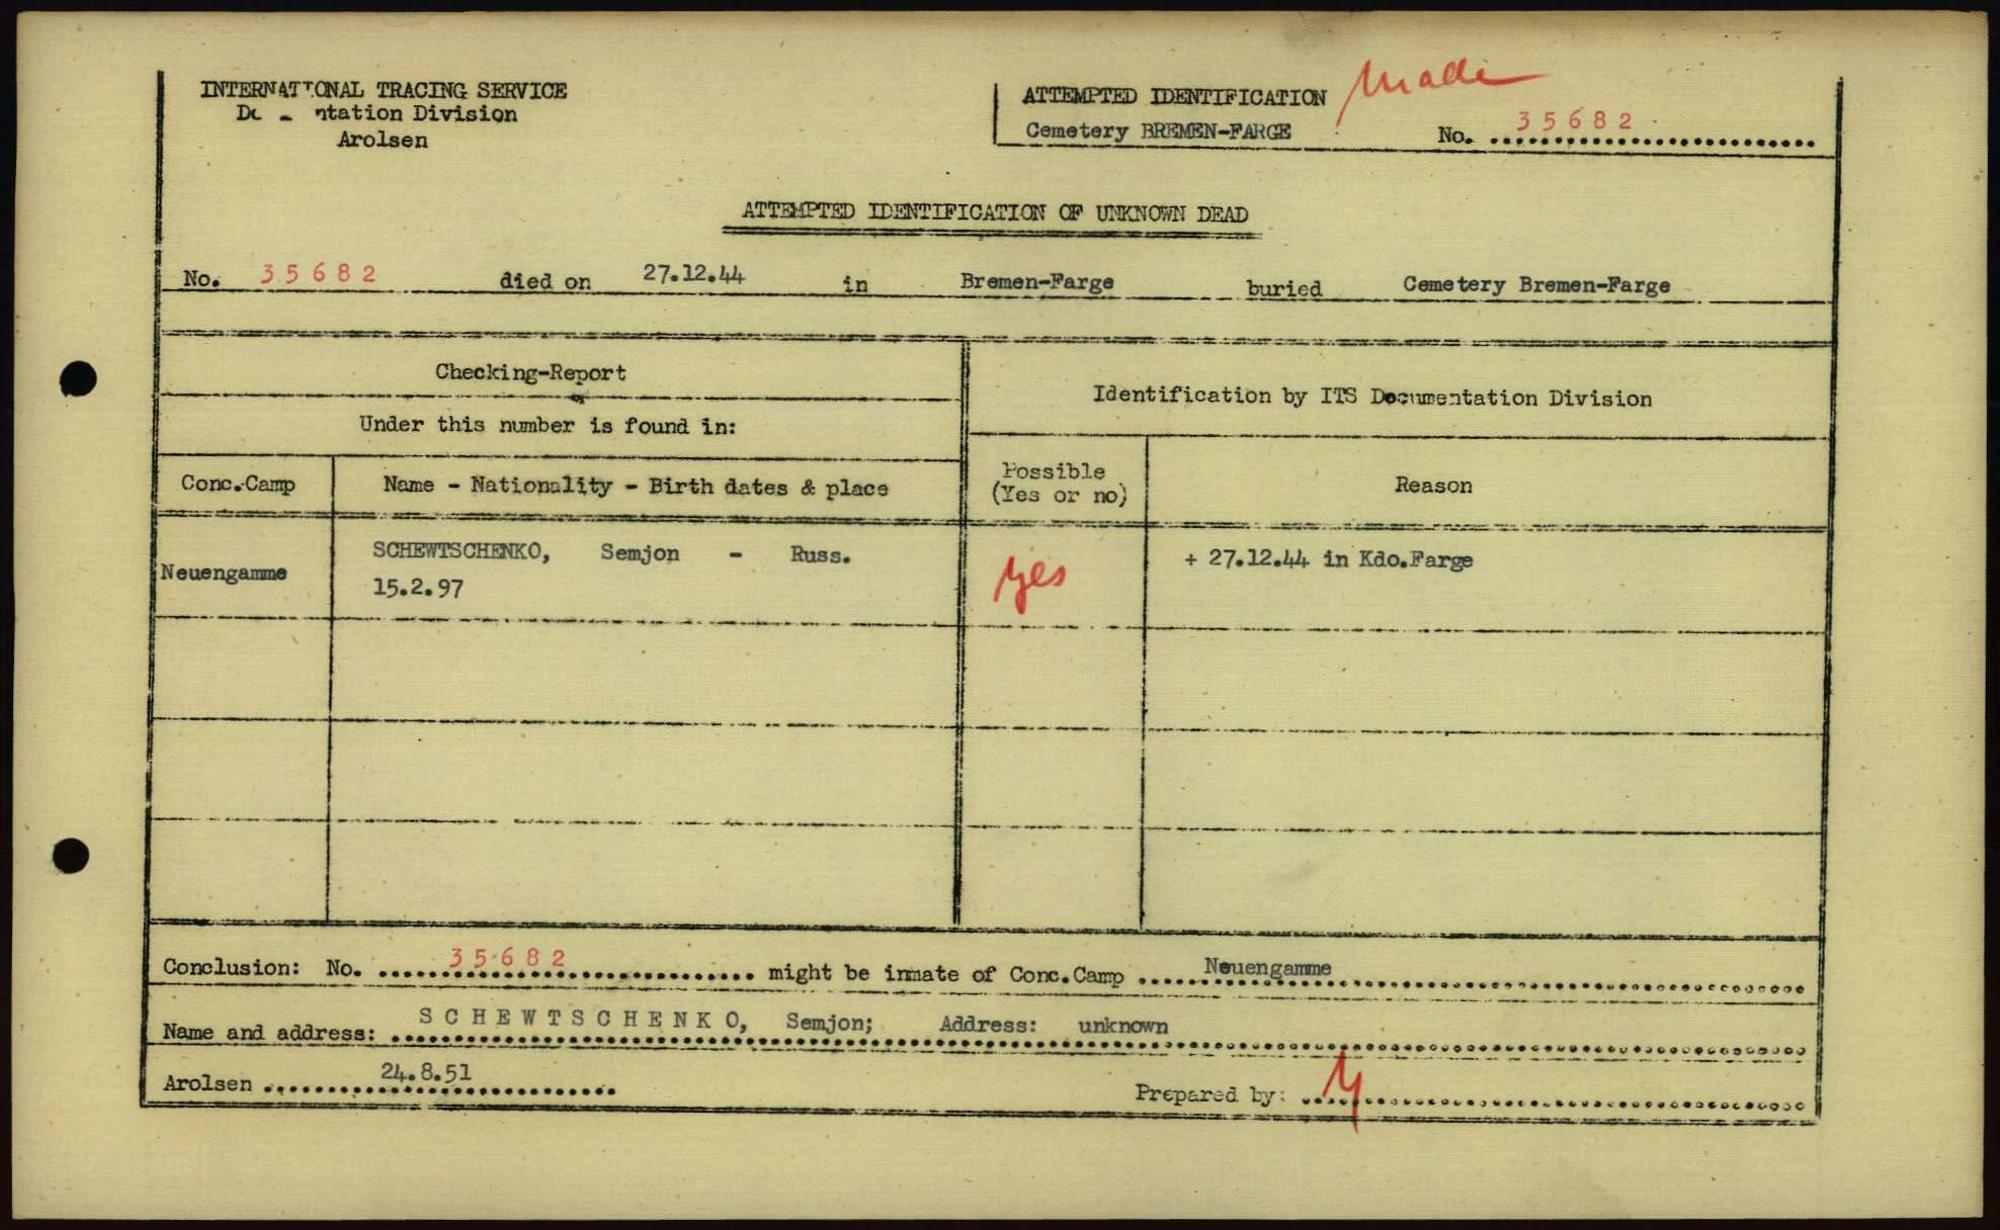 INTERNATIONAL TRACING SERVICE
Documentation Division
Arolsen
ATTEMPTED IDENTIFICATION made
Cemetery BREMEN-FARGE No. 35682
ATTEMPTED IDENTIFICATION OF UNKNOWN DEAD
No. 35682 died on 27.12.44 in Bremen-Farge buried Cemetery Bremen-Farge
Checking-Report
Under this number is found in:
Identification by ITS Documentation Division
Conc.Camp
Name - Nationality - Birth dates & place
Possible
(Yes or no)
Reason
Neuengamme
SCHEWTSCHENKO, Semjon - Russ.
15.2.97
yes
+ 27.12.44 in Kdo.Farge
Conclusion: No. 35682 might be inmate of Conc.Camp Neuengamme
Name and address: SCHEWTSCHENKO, Semjon; Address: unknown
Arolsen 24.8.51
Prepared by: